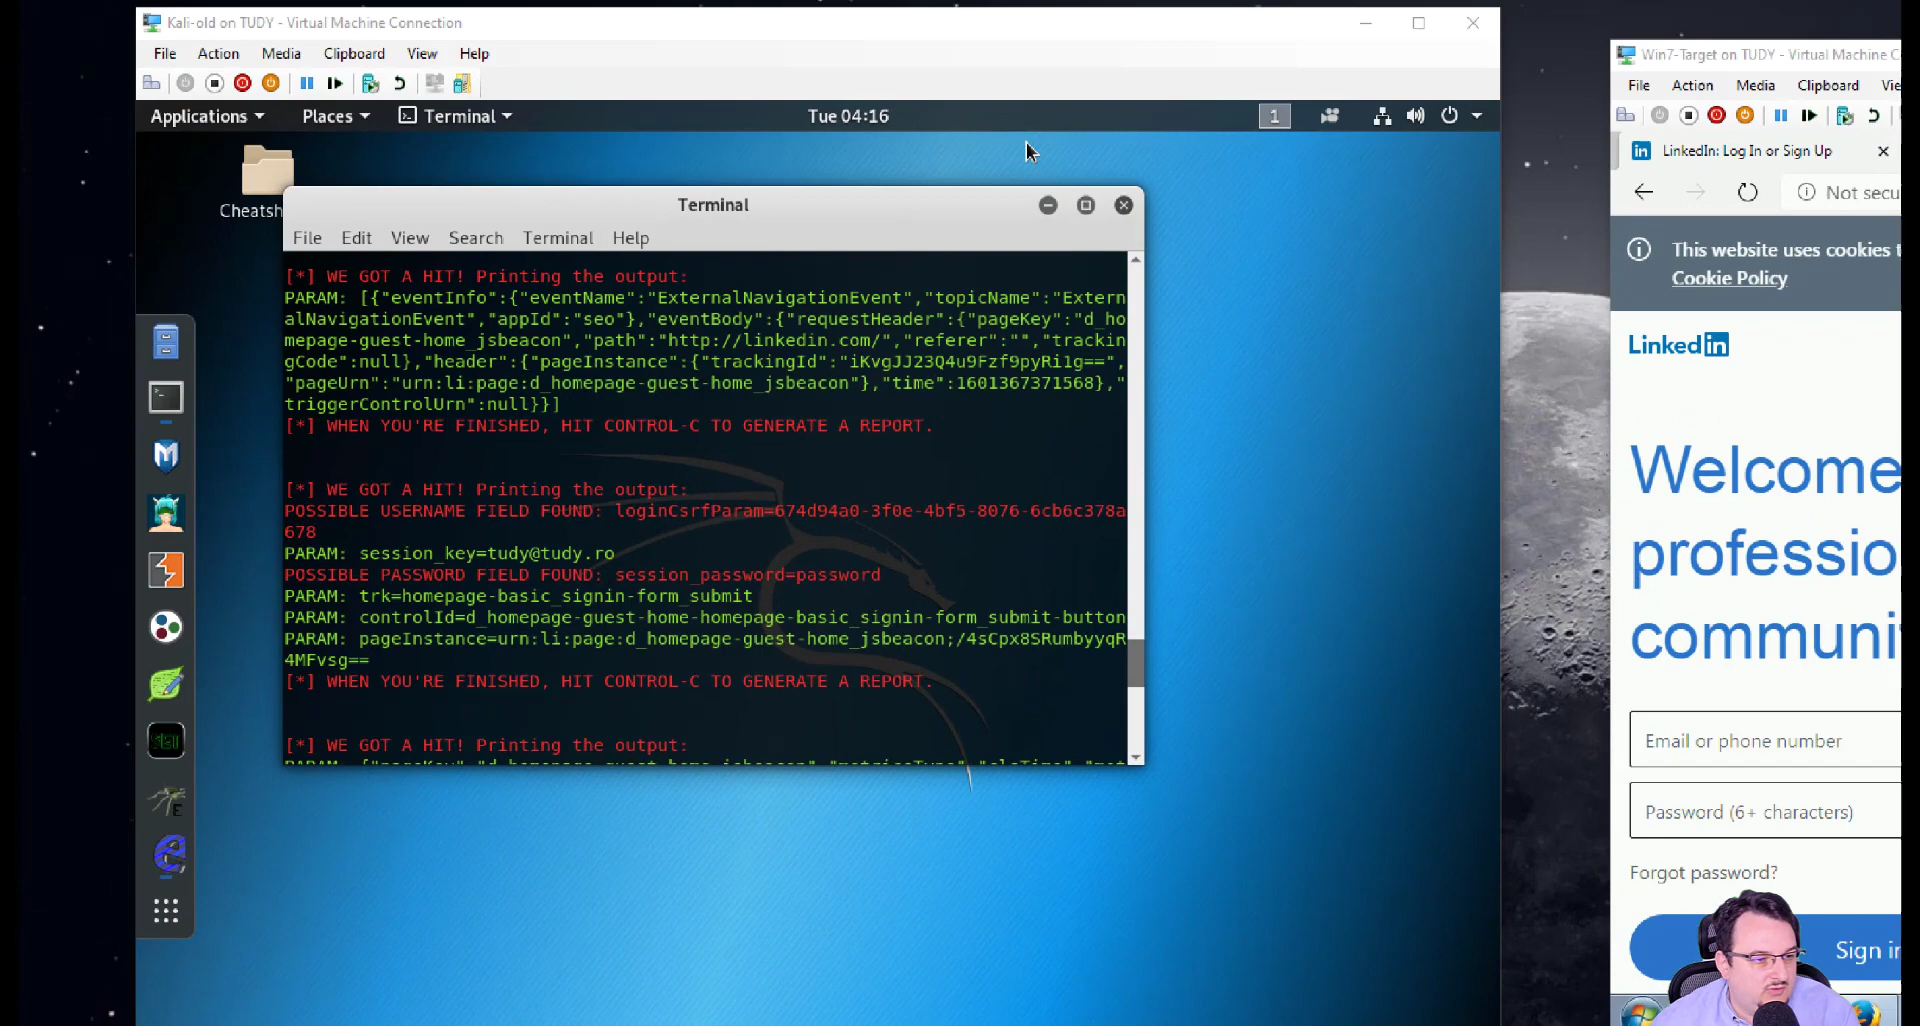 Kali-old on TUDY - Virtual Machine Connection
File Action Media Clipboard View Help
Applications Places Terminal Tue 04:16 1
Cheatsh
Terminal
File Edit View Search Terminal Help
[*] WE GOT A HIT! Printing the output:
PARAM: [{"eventInfo":{"eventName":"ExternalNavigationEvent","topicName":"Extern
alNavigationEvent","appId":"seo"},"eventBody":{"requestHeader":{"pageKey":"d_ho
mepage-guest-home_jsbeacon","path":"http://linkedin.com/","referer":"","trackin
gCode":null},"header":{"pageInstance":{"trackingId":"iKvgJJ23Q4u9Fzf9pyRi1g==",
"pageUrn":"urn:li:page:d_homepage-guest-home_jsbeacon"},"time":1601367371568},"
triggerControlUrn":null}}]
[*] WHEN YOU'RE FINISHED, HIT CONTROL-C TO GENERATE A REPORT.
[*] WE GOT A HIT! Printing the output:
POSSIBLE USERNAME FIELD FOUND: loginCsrfParam=674d94a0-3f0e-4bf5-8076-6cb6c378a
678
PARAM: session_key=tudy@tudy.ro
POSSIBLE PASSWORD FIELD FOUND: session_password=password
PARAM: trk=homepage-basic_signin-form_submit
PARAM: controlId=d_homepage-guest-home-homepage-basic_signin-form_submit-button
PARAM: pageInstance=urn:li:page:d_homepage-guest-home_jsbeacon;/4sCpx8SRumbyyqR
4MFvsg==
[*] WHEN YOU'RE FINISHED, HIT CONTROL-C TO GENERATE A REPORT.
[*] WE GOT A HIT! Printing the output:
Win7-Target on TUDY - Virtual Machine C
File Action Media Clipboard Vie
in LinkedIn: Log In or Sign Up
Not secu
This website uses cookies t
Cookie Policy
Linked in
Welcome
professio
communi
Email or phone number
Password (6+ characters)
Forgot password?
Sign in